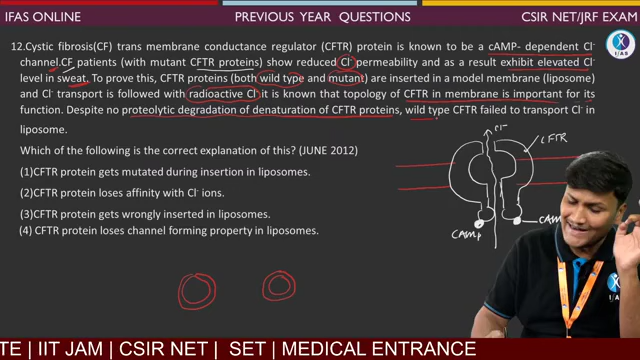 IFAS ONLINE PREVIOUS YEAR QUESTIONS CSIR NET/JRF EXAM
12.Cystic fibrosis(CF) trans membrane conductance regulator (CFTR) protein is known to be a cAMP-dependent Cl-
channel.CF patients (with mutant CFTR proteins) show reduced Cl- permeability and as a result exhibit elevated Cl-
level in sweat. To prove this, CFTR proteins (both wild type and mutant) are inserted in a model membrane (liposome)
and Cl- transport is followed with radioactive Cl- it is known that topology of CFTR in membrane is important for its
function. Despite no proteolytic degradation of denaturation of CFTR proteins, wild type CFTR failed to transport Cl- in
liposome.
Which of the following is the correct explanation of this? (JUNE 2012)
(1)CFTR protein gets mutated during insertion in liposomes.
(2)CFTR protein loses affinity with Cl- ions.
(3)CFTR protein gets wrongly inserted in liposomes.
(4) CFTR protein loses channel forming property in liposomes.
Cl-
CFTR
CAMP
CAMP
iFAS
TE | IIT JAM | CSIR NET | SET | MEDICAL ENTRANCE